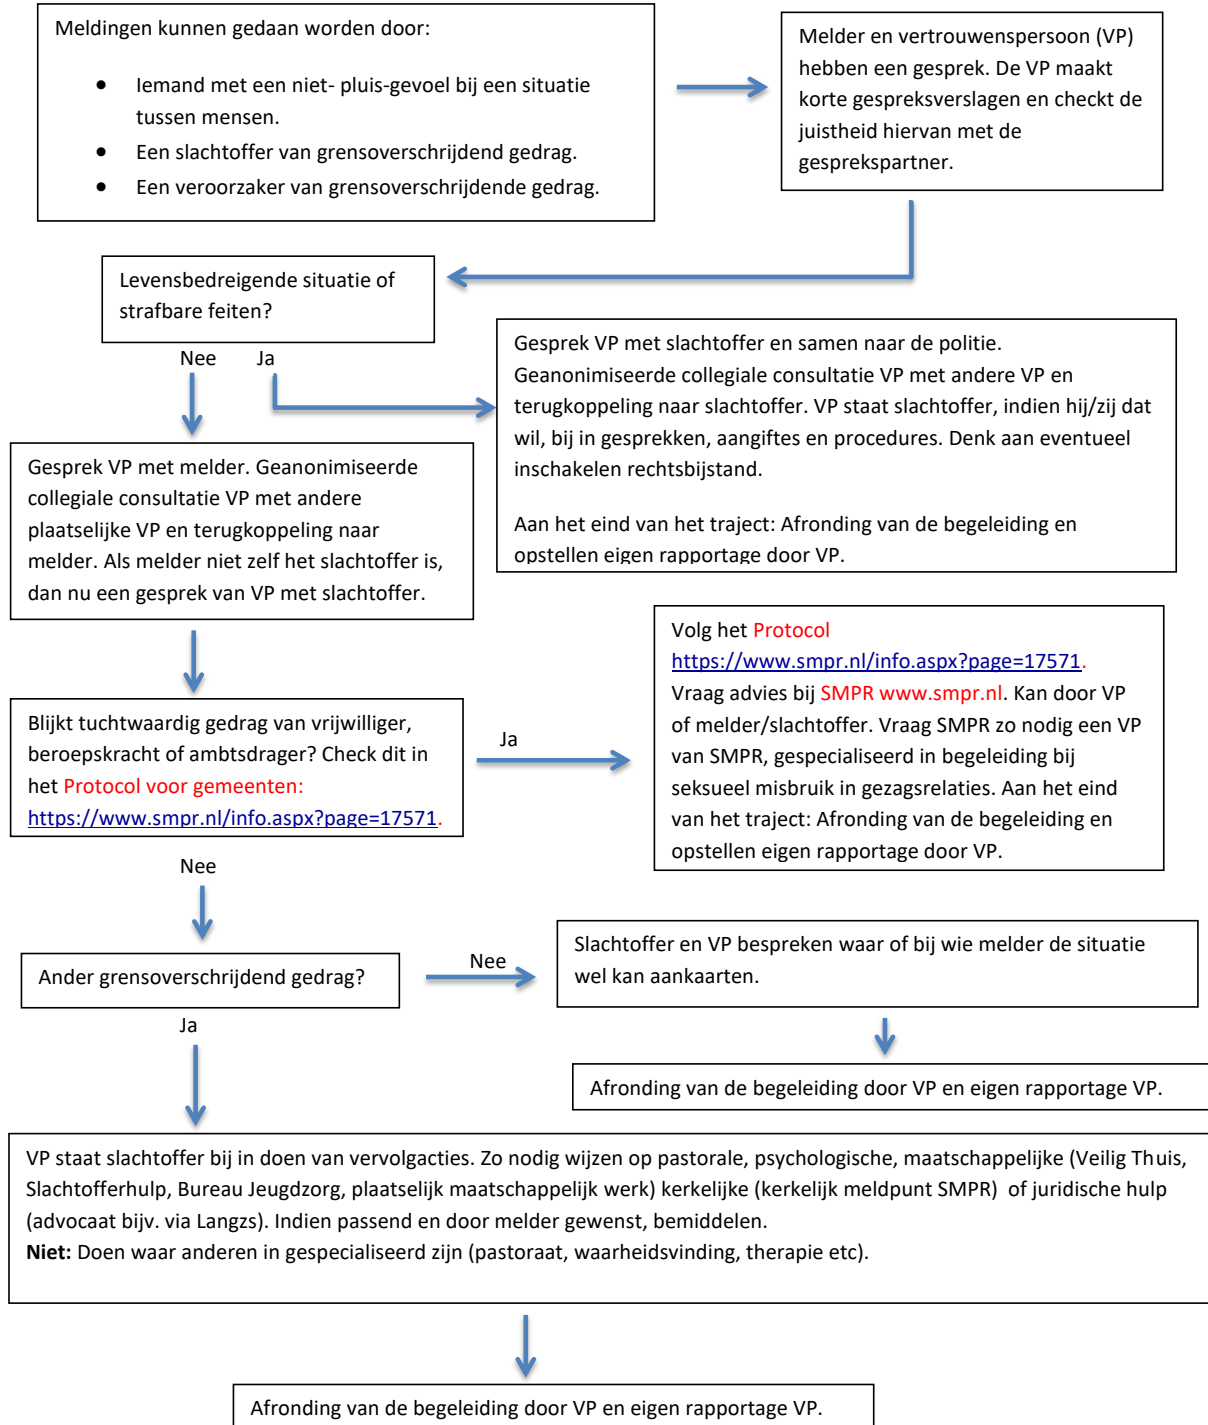 Meldingen kunnen gedaan worden door:
• Iemand met een niet- pluis-gevoel bij een situatie
tussen mensen.
• Een slachtoffer van grensoverschrijdend gedrag.
• Een veroorzaker van grensoverschrijdende gedrag.
Melder en vertrouwenspersoon (VP)
hebben een gesprek. De VP maakt
korte gespreksverslagen en checkt de
juistheid hiervan met de
gesprekspartner.
Levensbedreigende situatie of
strafbare feiten?
Nee Ja
Gesprek VP met slachtoffer en samen naar de politie.
Geanonimiseerde collegiale consultatie VP met andere VP en
terugkoppeling naar slachtoffer. VP staat slachtoffer, indien hij/zij dat
wil, bij in gesprekken, aangiftes en procedures. Denk aan eventueel
inschakelen rechtsbijstand.
Aan het eind van het traject: Afronding van de begeleiding en
opstellen eigen rapportage door VP.
Gesprek VP met melder. Geanonimiseerde
collegiale consultatie VP met andere
plaatselijke VP en terugkoppeling naar
melder. Als melder niet zelf het slachtoffer is,
dan nu een gesprek van VP met slachtoffer.
Blijkt tuchtwaardig gedrag van vrijwilliger,
beroepskracht of ambtsdrager? Check dit in
het Protocol voor gemeenten:
https://www.smpr.nl/info.aspx?page=17571.
Ja
Volg het Protocol
https://www.smpr.nl/info.aspx?page=17571.
Vraag advies bij SMPR www.smpr.nl. Kan door VP
of melder/slachtoffer. Vraag SMPR zo nodig een VP
van SMPR, gespecialiseerd in begeleiding bij
seksueel misbruik in gezagsrelaties. Aan het eind
van het traject: Afronding van de begeleiding en
opstellen eigen rapportage door VP.
Nee
Ander grensoverschrijdend gedrag?
Nee
Slachtoffer en VP bespreken waar of bij wie melder de situatie
wel kan aankaarten.
Ja
Afronding van de begeleiding door VP en eigen rapportage VP.
VP staat slachtoffer bij in doen van vervolgacties. Zo nodig wijzen op pastorale, psychologische, maatschappelijke (Veilig Thuis,
Slachtofferhulp, Bureau Jeugdzorg, plaatselijk maatschappelijk werk) kerkelijke (kerkelijk meldpunt SMPR) of juridische hulp
(advocaat bijv. via Langzs). Indien passend en door melder gewenst, bemiddelen.
Niet: Doen waar anderen in gespecialiseerd zijn (pastoraat, waarheidsvinding, therapie etc).
Afronding van de begeleiding door VP en eigen rapportage VP.